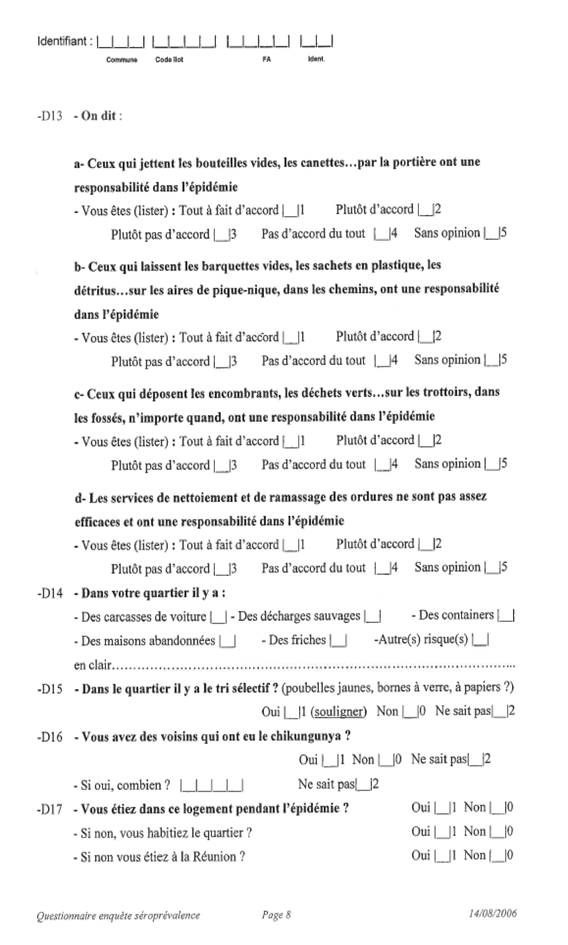 Identifiant : |__|__|__| |__|__|__|__| |__|__|__|__| |__|__|
Commune Code îlot FA Ident.
-D13 - On dit :
a- Ceux qui jettent les bouteilles vides, les canettes…par la portière ont une
responsabilité dans l'épidémie
- Vous êtes (lister) : Tout à fait d'accord |__|1 Plutôt d'accord |__|2
Plutôt pas d'accord |__|3 Pas d'accord du tout |__|4 Sans opinion |__|5
b- Ceux qui laissent les barquettes vides, les sachets en plastique, les
détritus…sur les aires de pique-nique, dans les chemins, ont une responsabilité
dans l'épidémie
- Vous êtes (lister) : Tout à fait d'accord |__|1 Plutôt d'accord |__|2
Plutôt pas d'accord |__|3 Pas d'accord du tout |__|4 Sans opinion |__|5
c- Ceux qui déposent les encombrants, les déchets verts…sur les trottoirs, dans
les fossés, n'importe quand, ont une responsabilité dans l'épidémie
- Vous êtes (lister) : Tout à fait d'accord |__|1 Plutôt d'accord |__|2
Plutôt pas d'accord |__|3 Pas d'accord du tout |__|4 Sans opinion |__|5
d- Les services de nettoiement et de ramassage des ordures ne sont pas assez
efficaces et ont une responsabilité dans l'épidémie
- Vous êtes (lister) : Tout à fait d'accord |__|1 Plutôt d'accord |__|2
Plutôt pas d'accord |__|3 Pas d'accord du tout |__|4 Sans opinion |__|5
-D14 - Dans votre quartier il y a :
- Des carcasses de voiture |__| - Des décharges sauvages |__| - Des containers |__|
- Des maisons abandonnées |__| - Des friches |__| -Autre(s) risque(s) |__|
en clair…………………………………………………………………………...
-D15 - Dans le quartier il y a le tri sélectif ? (poubelles jaunes, bornes à verre, à papiers ?)
Oui |__|1 (souligner) Non |__|0 Ne sait pas|__|2
-D16 - Vous avez des voisins qui ont eu le chikungunya ?
Oui |__|1 Non |__|0 Ne sait pas|__|2
- Si oui, combien ? |__|__|__|__| Ne sait pas|__|2
-D17 - Vous étiez dans ce logement pendant l'épidémie ? Oui |__|1 Non |__|0
- Si non, vous habitiez le quartier ? Oui |__|1 Non |__|0
- Si non vous étiez à la Réunion ? Oui |__|1 Non |__|0
Questionnaire enquête séroprévalence Page 8 14/08/2006